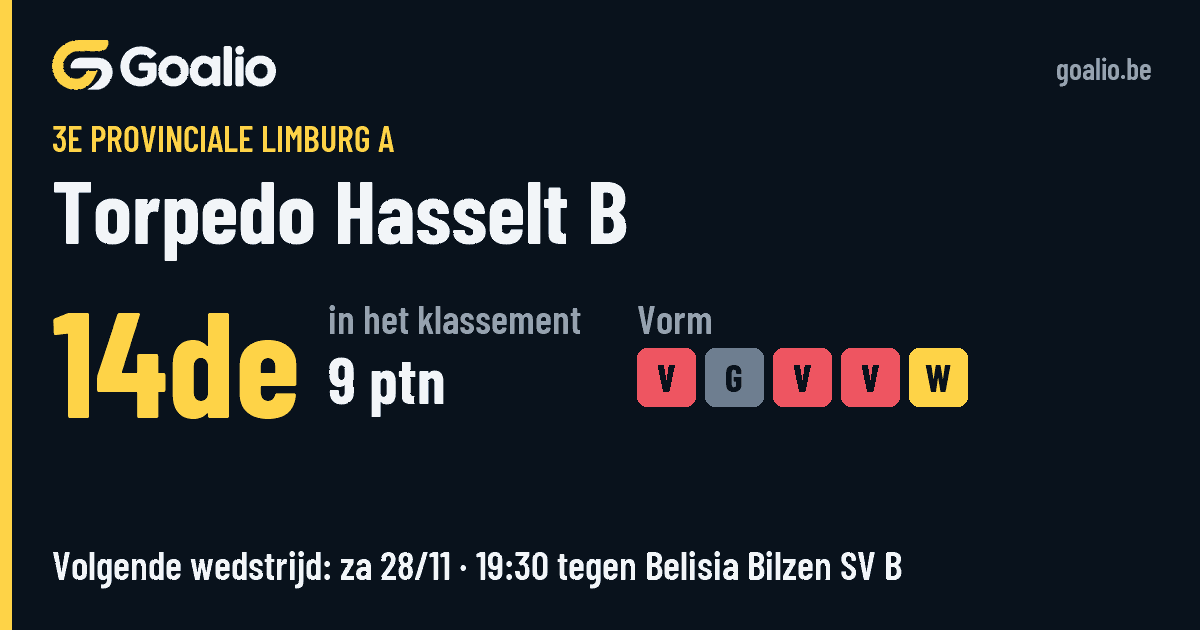 Goalio
goalio.be
3E PROVINCIALE LIMBURG A
Torpedo Hasselt B
14de
in het klassement
9 ptn
Vorm
V G V V W
Volgende wedstrijd: za 28/11 · 19:30 tegen Belisia Bilzen SV B